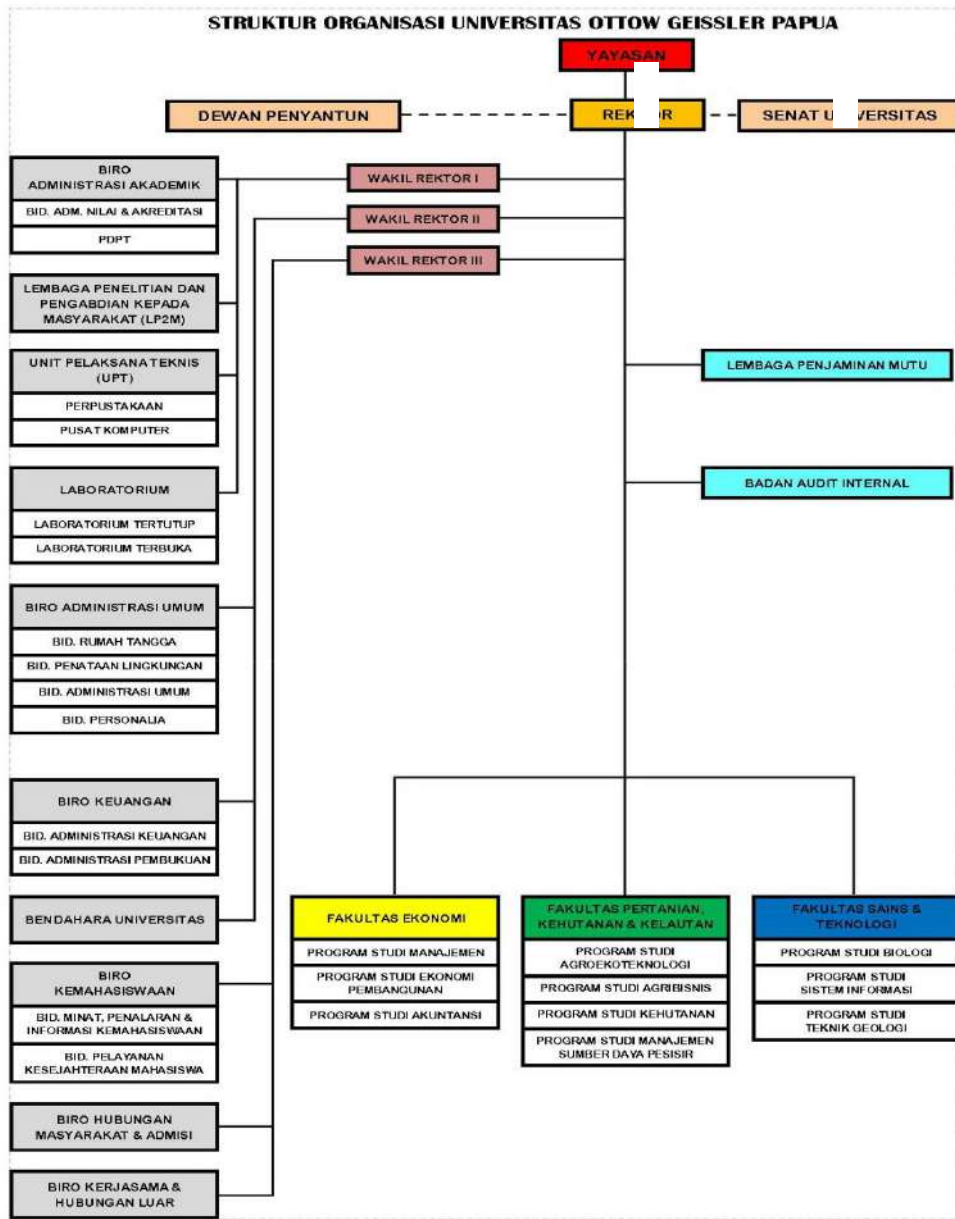 STRUKTUR ORGANISASI UNIVERSITAS OTTOW GEISSLER PAPUA
YAYASAN
DEWAN PENYANTUN
SENAT
BIRO
ADMINISTRASI AKADEMIK
BID. ADM. NILAI & AKREDITASI
PDPT
WAKIL REKTOR I
WAKIL REKTOR II
WAKIL REKTOR III
LEMBAGA PENELITIAN DAN
PENGABDIAN KEPADA
MASYARAKAT (LP2M)
UNIT PELAKSANA TEKNIS
(UPT)
PERPUSTAKAAN
PUSAT KOMPUTER
LEMBAGA PENJAMINAN MUTU
LABORATORIUM
LABORATORIUM TERTUTUP
LABORATORIUM TERBUKA
BADAN AUDIT INTERNAL
BIRO ADMINISTRASI UMUM
BID. RUMAH TANGGA
BID. PENATAAN LINGKUNGAN
BID. ADMINISTRASI UMUM
BID. PERSONALIA
BIRO KEUANGAN
BID. ADMINISTRASI KEUANGAN
BID. ADMINISTRASI PEMBUKUAN
BENDAHARA UNIVERSITAS
BIRO
KEMAHASISWAAN
BID. MINAT, PENALARAN &
INFORMASI KEMAHASISWAAN
BID. PELAYANAN
KESEJAHTERAAN MAHASISWA
BIRO HUBUNGAN
MASYARAKAT & ADMISI
BIRO KERJASAMA &
HUBUNGAN LUAR
FAKULTAS EKONOMI
PROGRAM STUDI MANAJEMEN
PROGRAM STUDI EKONOMI
PEMBANGUNAN
PROGRAM STUDI AKUNTANSI
FAKULTAS PERTANIAN,
KEHUTANAN & KELAUTAN
PROGRAM STUDI
AGROEKOTEKNOLOGI
PROGRAM STUDI AGRIBISNIS
PROGRAM STUDI KEHUTANAN
PROGRAM STUDI MANAJEMEN
SUMBER DAYA PESISIR
FAKULTAS SAINS &
TEKNOLOGI
PROGRAM STUDI BIOLOGI
PROGRAM STUDI
SISTEM INFORMASI
PROGRAM STUDI
TEKNIK GEOLOGI